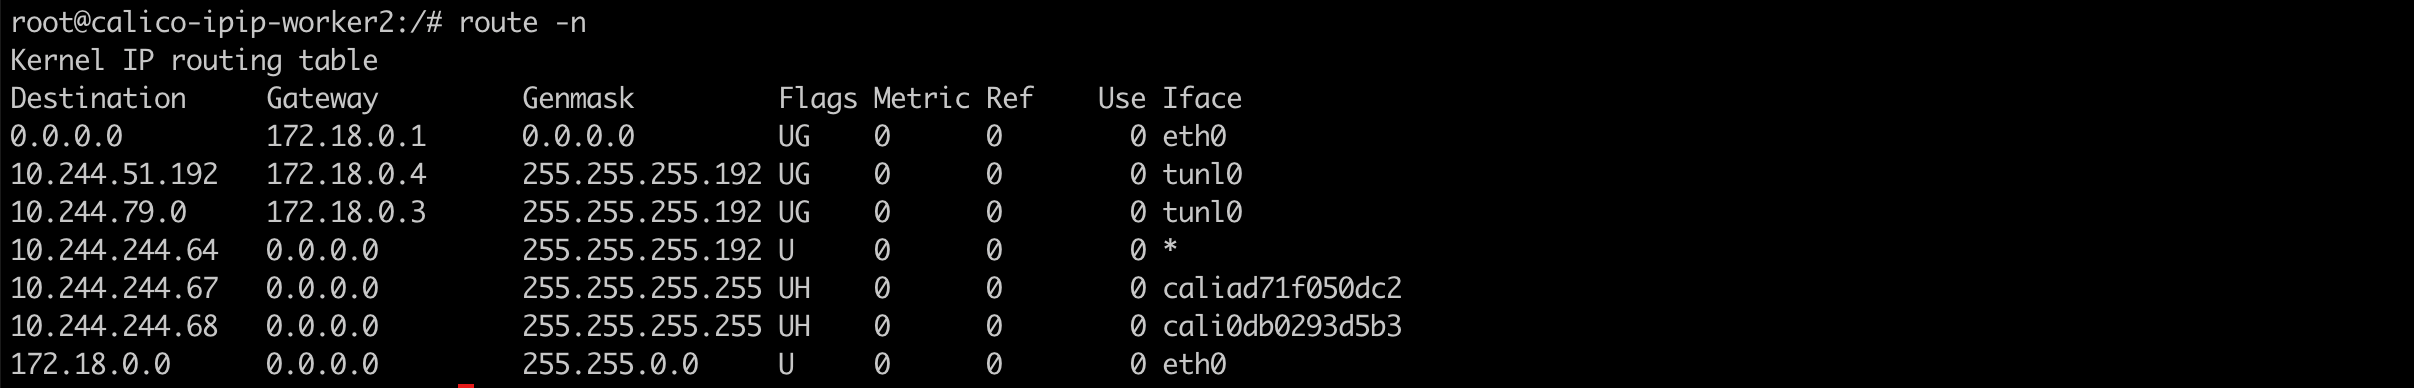 root@calico-ipip-worker2:/# route -n
Kernel IP routing table
Destination     Gateway         Genmask         Flags Metric Ref    Use Iface
0.0.0.0         172.18.0.1      0.0.0.0         UG    0      0        0 eth0
10.244.51.192   172.18.0.4      255.255.255.192 UG    0      0        0 tunl0
10.244.79.0     172.18.0.3      255.255.255.192 UG    0      0        0 tunl0
10.244.244.64   0.0.0.0         255.255.255.192 U     0      0        0 *
10.244.244.67   0.0.0.0         255.255.255.255 UH    0      0        0 caliad71f050dc2
10.244.244.68   0.0.0.0         255.255.255.255 UH    0      0        0 cali0db0293d5b3
172.18.0.0      0.0.0.0         255.255.0.0     U     0      0        0 eth0